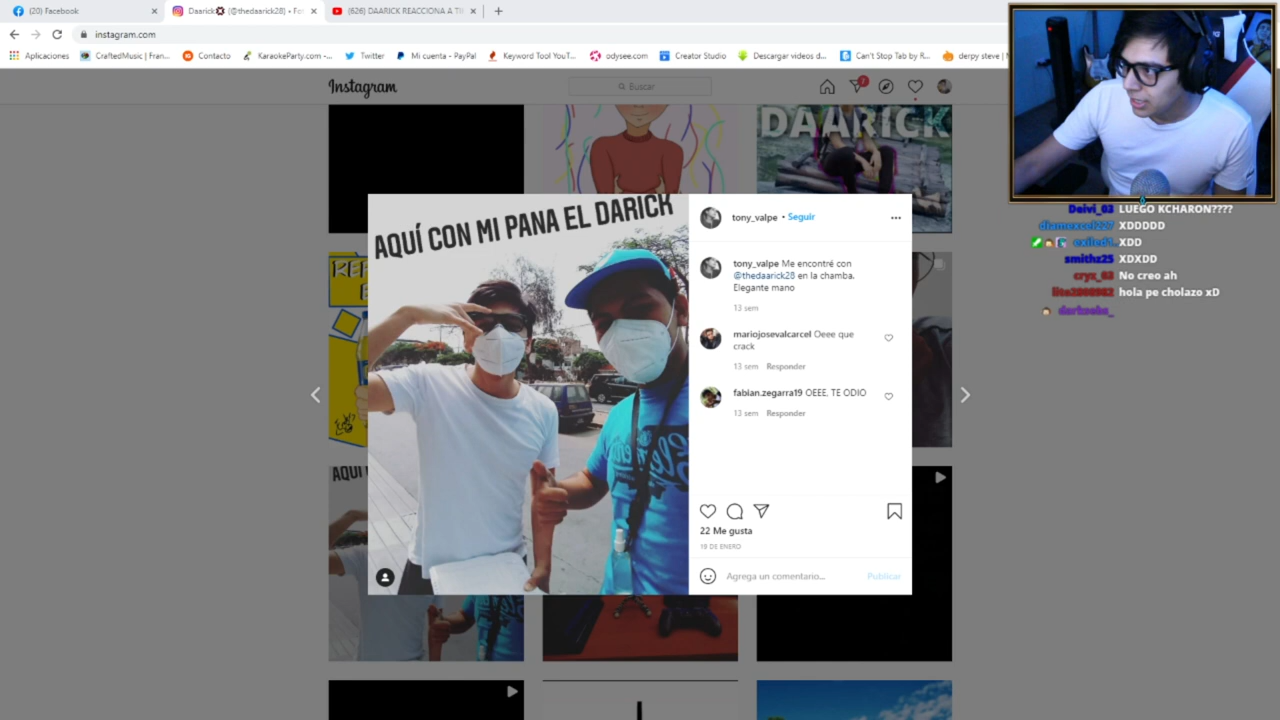 (20) Facebook
Daarick (@thedaarick28) • Fo
(626) DAARICK REACCIONA A TI
instagram.com
Aplicaciones
CraftedMusic | Fran...
Contacto
KaraokeParty.com -...
Twitter
Mi cuenta - PayPal
Keyword Tool YouT...
odysee.com
Creator Studio
Descargar videos d...
Can't Stop Tab by R...
derpy steve |
Instagram
Buscar
7
DAARICK
AQUÍ CON MI PANA EL DARICK
tony_valpe • Seguir
tony_valpe Me encontré con
@thedaarick28 en la chamba.
Elegante mano
13 sem
mariojosevalcarcel Oeee que
crack
13 sem Responder
fabian.zegarra19 OEEE, TE ODIO
13 sem Responder
22 Me gusta
19 DE ENERO
Agrega un comentario...
Publicar
AQUÍ
Deivi_03 LUEGO KCHARON????
XDDDDD
XDD
smithz25 XDXDD
No creo ah
hola pe cholazo xD